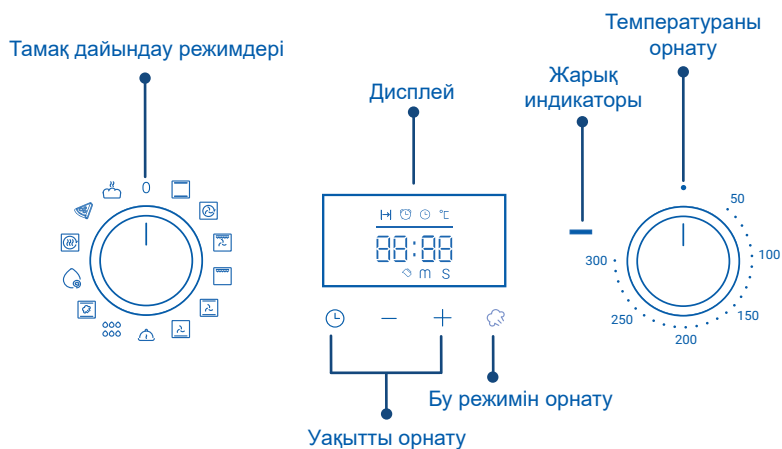 Тамақ дайындау режимдері
Температураны
орнату
Жарық
индикаторы
Дисплей
0
°C
88:88
m S
50
100
150
200
250
300
Бу режимін орнату
Уақытты орнату